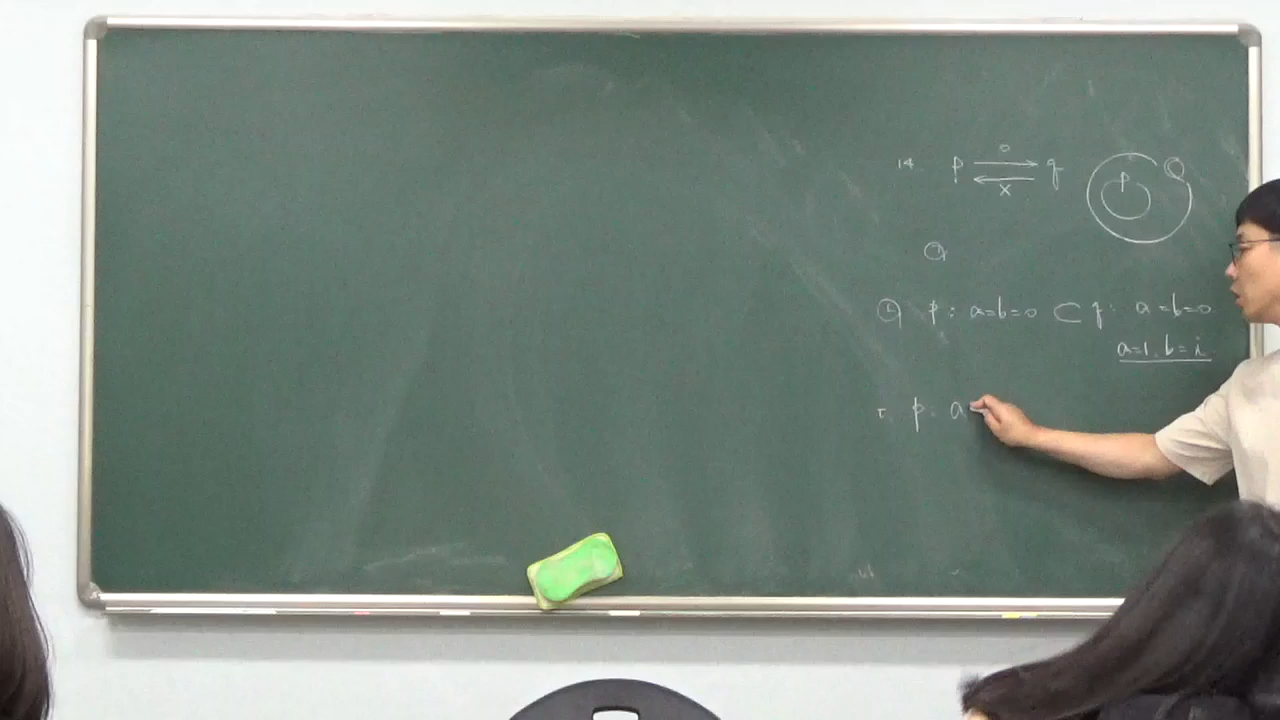 14. p ⇄ q
o
x
P Q
p : a=b=0 ⊂ q : a=b=0
a=1, b=i
ㄷ. p : a